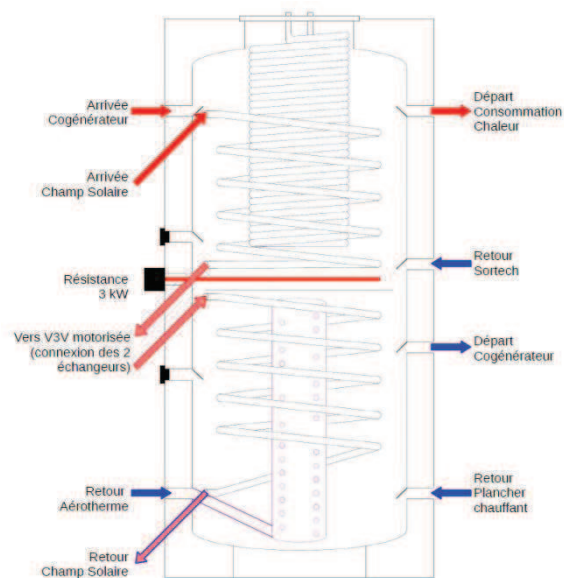 Arrivée
Cogénérateur
Arrivée
Champ Solaire
Résistance
3 kW
Vers V3V motorisée
(connexion des 2
échangeurs)
Retour
Aérotherme
Retour
Champ Solaire
Départ
Consommation
Chaleur
Retour
Sortech
Départ
Cogénérateur
Retour
Plancher
chauffant